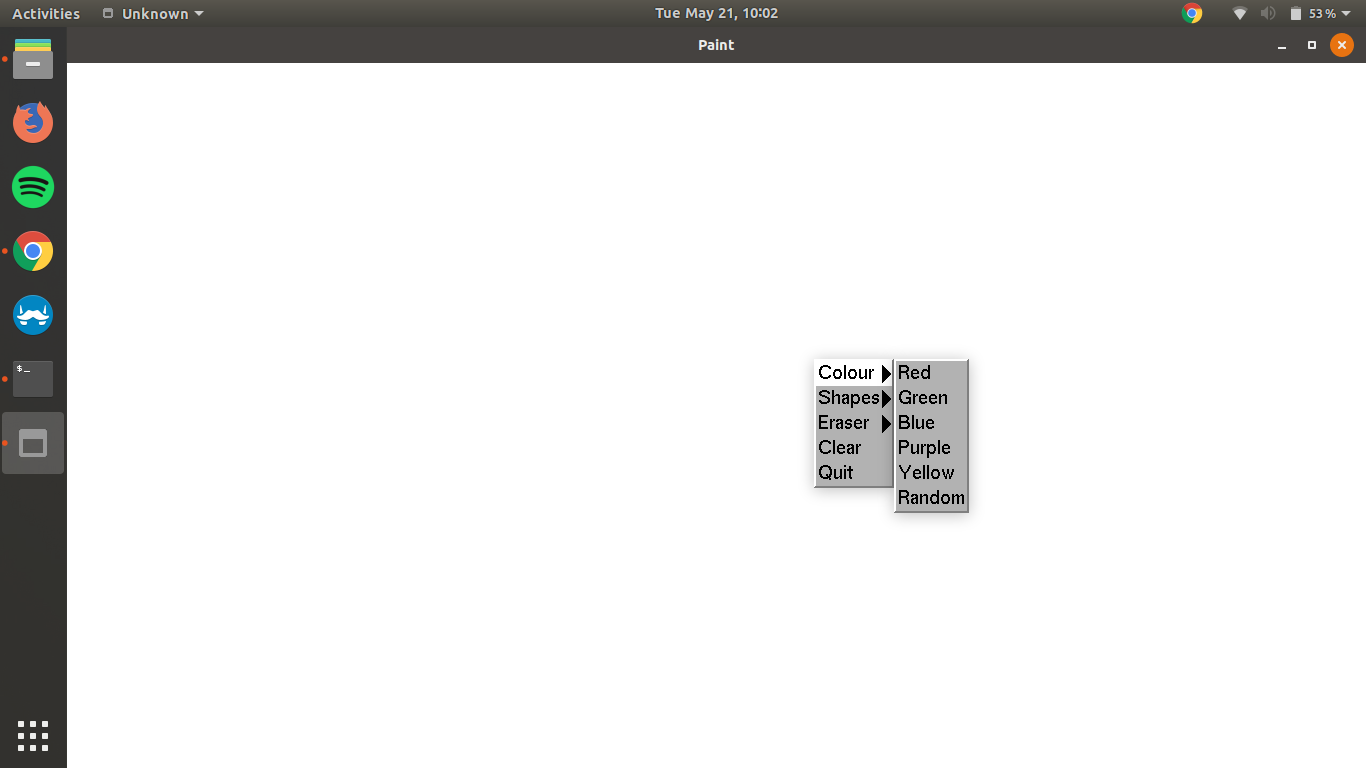 Activities Unknown Tue May 21, 10:02 53 %
Paint
$_
Colour Red
Shapes Green
Eraser Blue
Clear Purple
Quit Yellow
Random